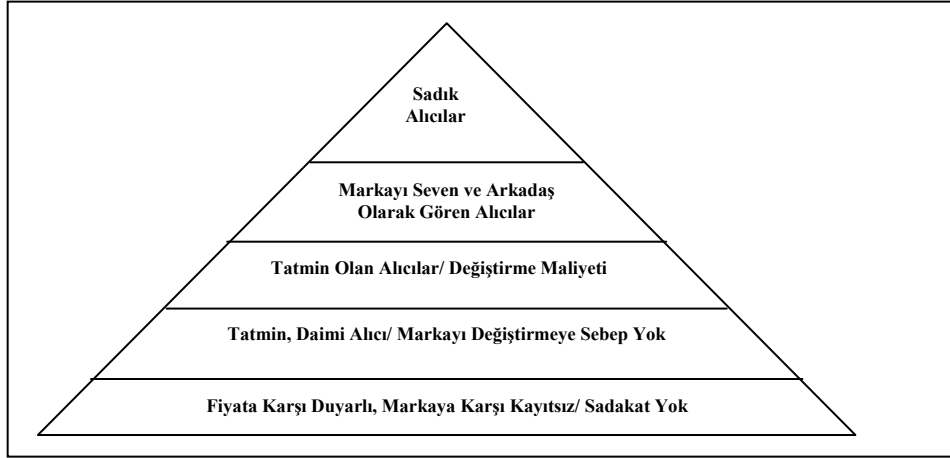 Sadık
Alıcılar
Markayı Seven ve Arkadaş
Olarak Gören Alıcılar
Tatmin Olan Alıcılar/ Değiştirme Maliyeti
Tatmin, Daimi Alıcı/ Markayı Değiştirmeye Sebep Yok
Fiyata Karşı Duyarlı, Markaya Karşı Kayıtsız/ Sadakat Yok